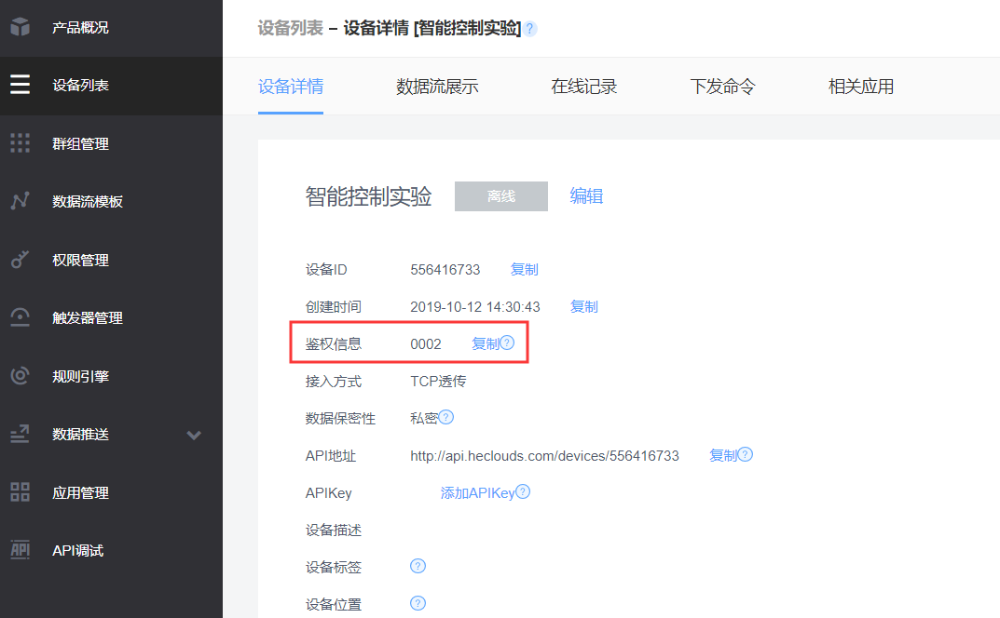 产品概况
设备列表
群组管理
数据流模板
权限管理
触发器管理
规则引擎
数据推送
应用管理
API API调试
设备列表 – 设备详情 [智能控制实验] ?
设备详情 数据流展示 在线记录 下发命令 相关应用
智能控制实验 离线 编辑
设备ID 556416733 复制
创建时间 2019-10-12 14:30:43 复制
鉴权信息 0002 复制 ?
接入方式 TCP透传
数据保密性 私密 ?
API地址 http://api.heclouds.com/devices/556416733 复制 ?
APIKey 添加APIKey ?
设备描述
设备标签 ?
设备位置 ?